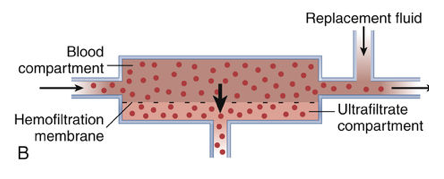 Replacement fluid
Blood
compartment
Hemofiltration
membrane
Ultrafiltrate
compartment
B